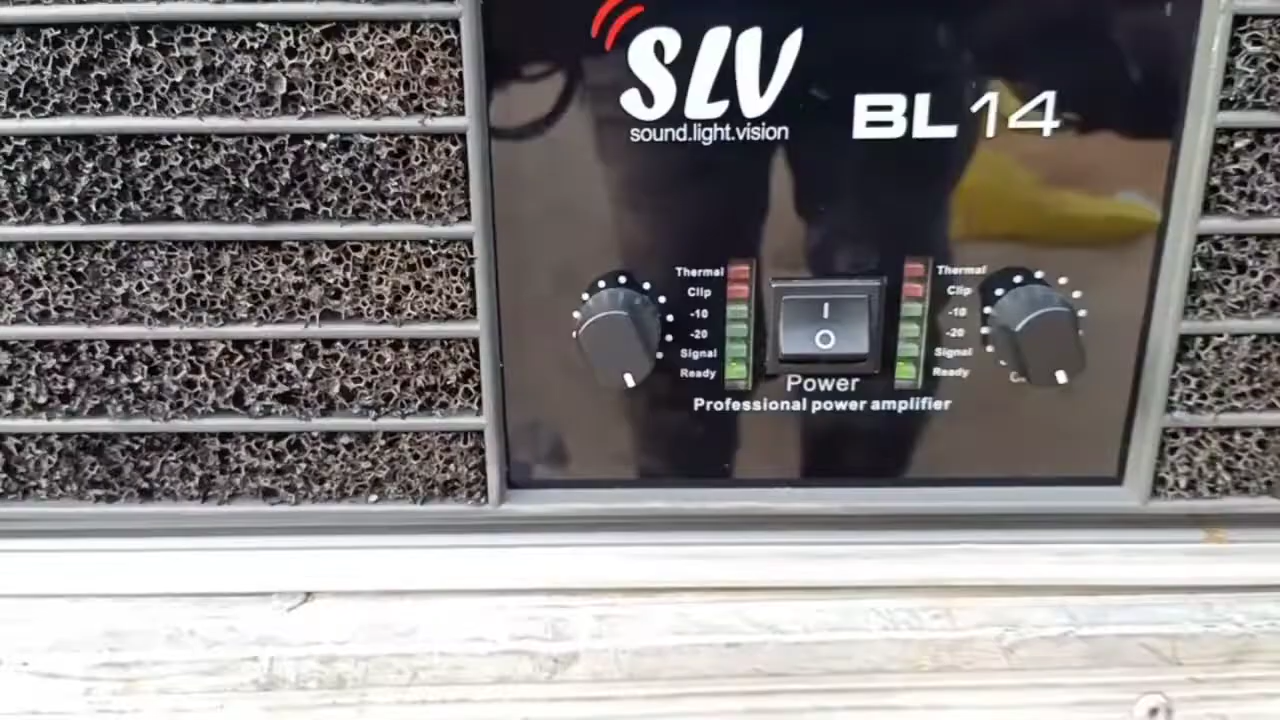 SLV
sound.light.vision
BL14
Thermal
Clip
-10
-20
Signal
Ready
I
O
Power
Professional power amplifier
Thermal
Clip
-10
-20
Signal
Ready